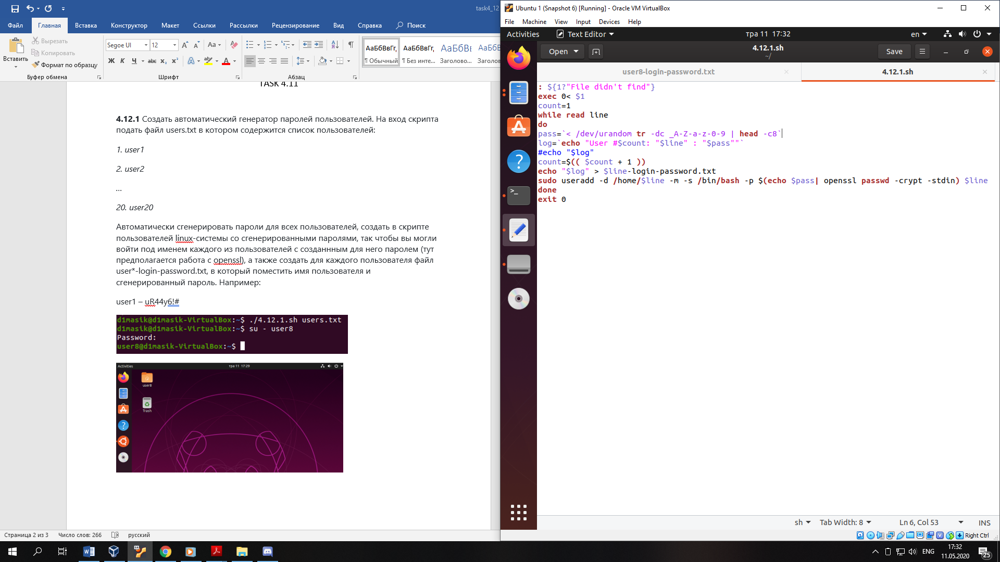 task4_12
Файл Главная Вставка Конструктор Макет Ссылки Рассылки Рецензирование Вид Справка Поиск
Вставить
Вырезать
Копировать
Формат по образцу
Буфер обмена
Segoe UI 12
Шрифт
Абзац
АаБбВвГг, АаБбВвГг, АаБбВв АаБбВ
¶ Обычный ¶ Без инте... Заголово... Заголов
TASK 4.11
4.12.1 Создать автоматический генератор паролей пользователей. На вход скрипта
подать файл users.txt в котором содержится список пользователей:
1. user1
2. user2
...
20. user20
Автоматически сгенерировать пароли для всех пользователей, создать в скрипте
пользователей linux-системы со сгенерированными паролями, так чтобы вы могли
войти под именем каждого из пользователей с созданнным для него паролем (тут
предполагается работа с openssl), а также создать для каждого пользователя файл
user*-login-password.txt, в который поместить имя пользователя и
сгенерированный пароль. Например:
user1 – uR44y6!#
d1masik@d1masik-VirtualBox:~$ ./4.12.1.sh users.txt
d1masik@d1masik-VirtualBox:~$ su - user8
Password:
user8@d1masik-VirtualBox:~$
Activities тра 11 17:29
user8
Trash
Страница 2 из 3 Число слов: 266 русский
Ubuntu 1 (Snapshot 6) [Running] - Oracle VM VirtualBox
File Machine View Input Devices Help
Activities Text Editor тра 11 17:32 en
Open 4.12.1.sh Save
~/
user8-login-password.txt 4.12.1.sh
: ${1?"File didn't find"}
exec 0< $1
count=1
while read line
do
pass=`< /dev/urandom tr -dc _A-Z-a-z-0-9 | head -c8`
log=`echo "User #$count: "$line" : "$pass""`
#echo "$log"
count=$(( $count + 1 ))
echo "$log" > $line-login-password.txt
sudo useradd -d /home/$line -m -s /bin/bash -p $(echo $pass| openssl passwd -crypt -stdin) $line
done
exit 0
sh Tab Width: 8 Ln 6, Col 53 INS
Right Ctrl
ENG 17:32
11.05.2020
25